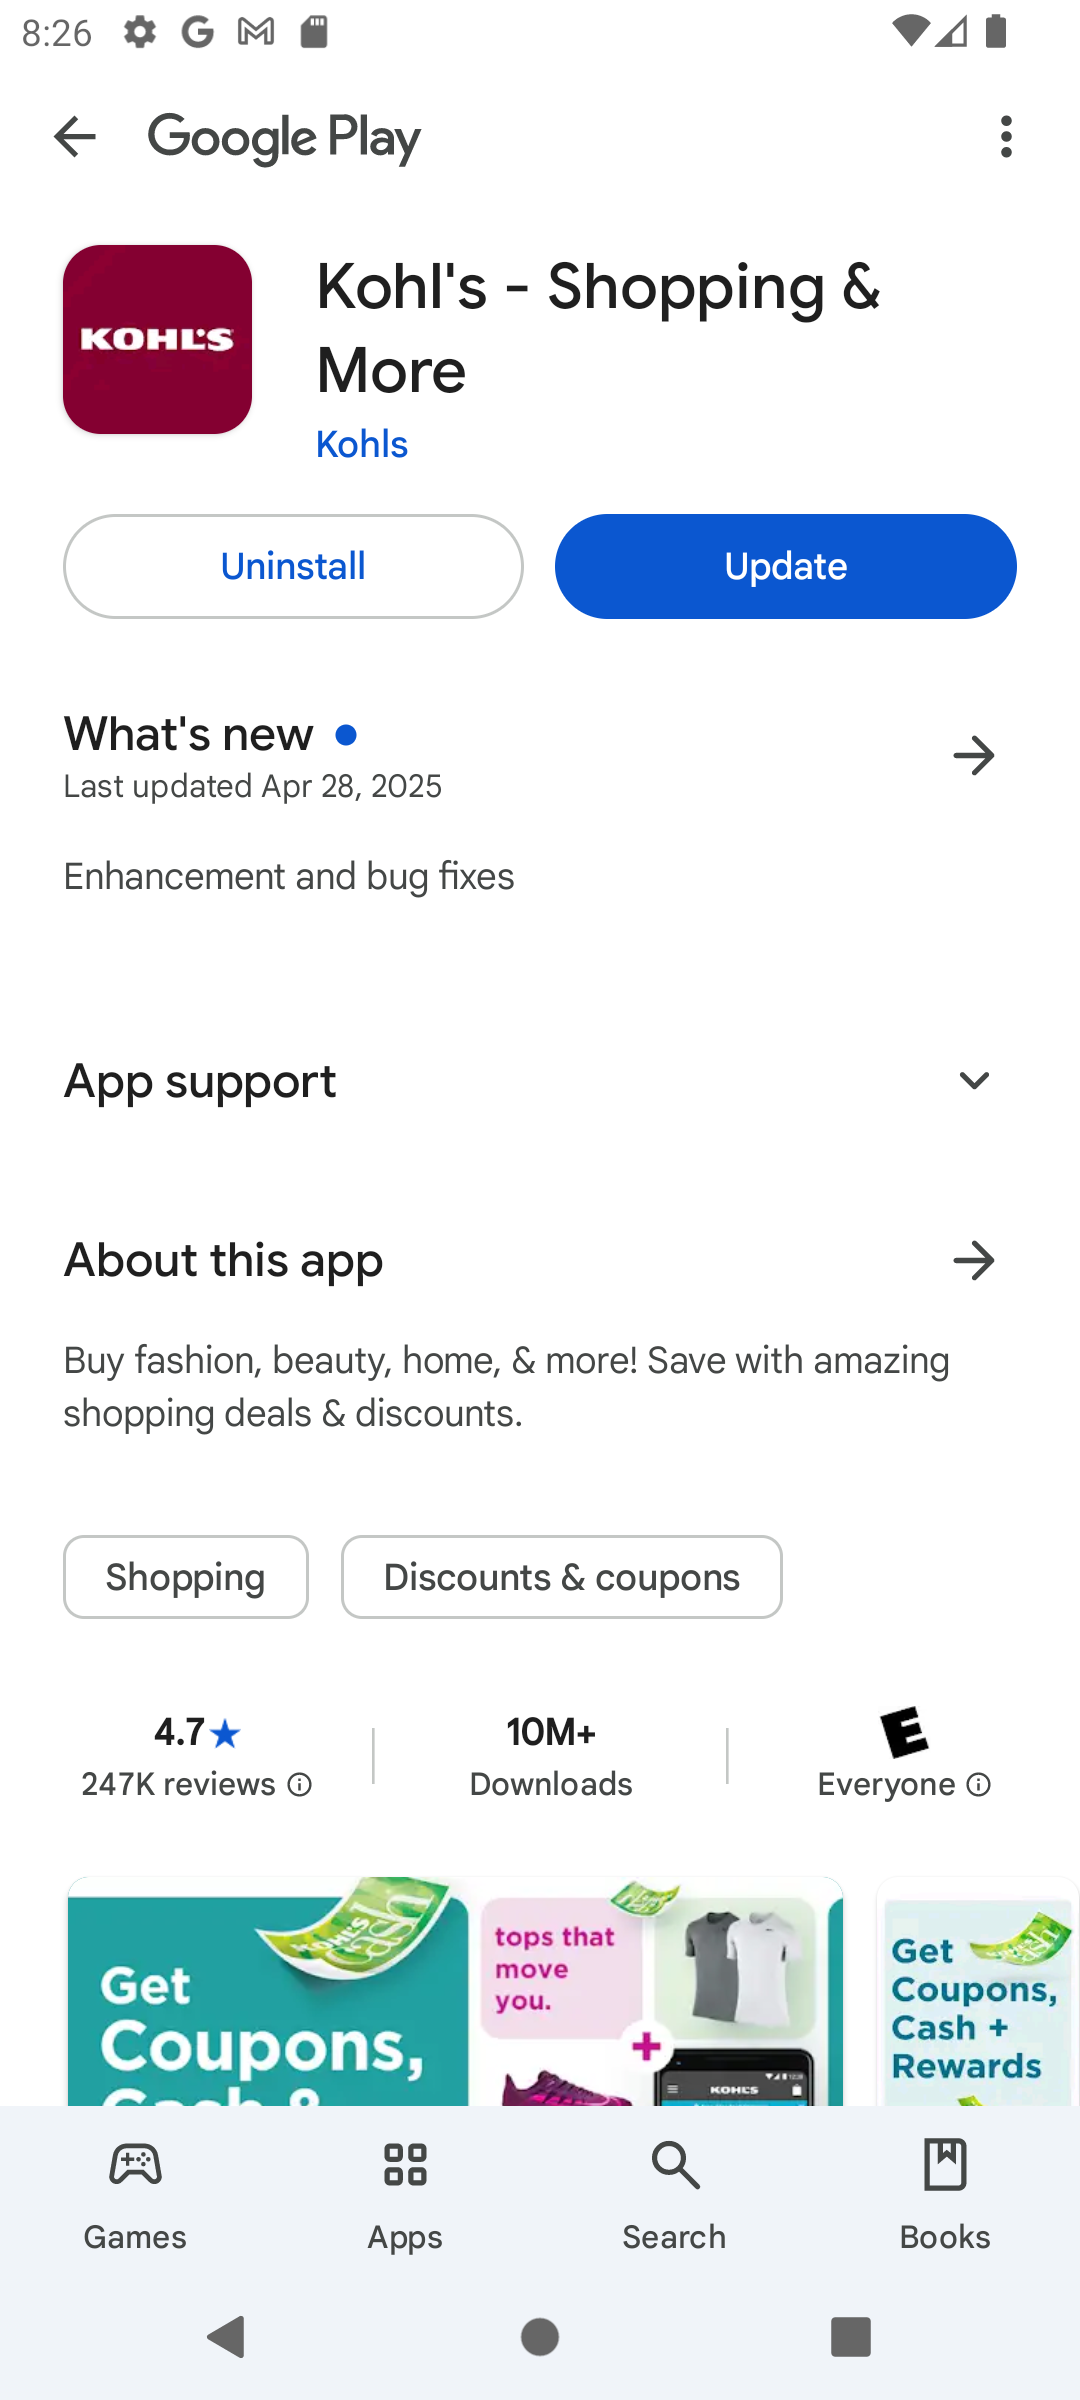 8:26
Google Play
KOHL'S
Kohl's - Shopping &
More
Kohls
Uninstall
Update
What's new
Last updated Apr 28, 2025
Enhancement and bug fixes
App support
About this app
Buy fashion, beauty, home, & more! Save with amazing
shopping deals & discounts.
Shopping
Discounts & coupons
4.7★
247K reviews
10M+
Downloads
E
Everyone
Get
Coupons,
Cash &
tops that
move
you.
KOHL'S
Get
Coupons,
Cash +
Rewards
Games
Apps
Search
Books